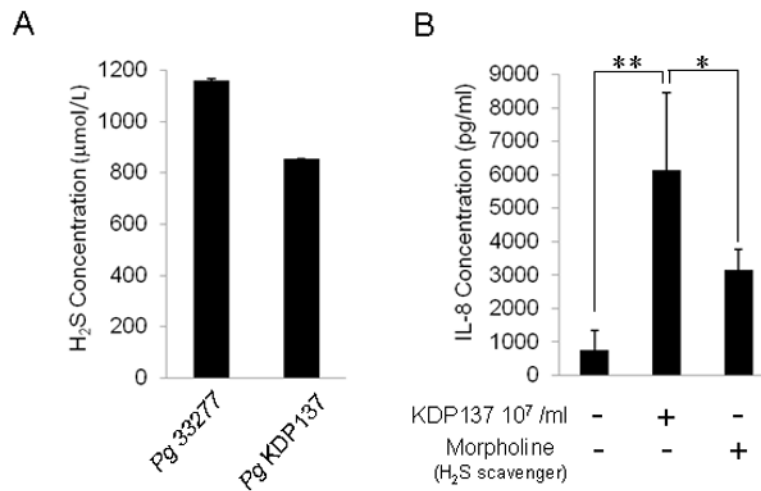 A
H₂S Concentration (μmol/L)
1200
1000
800
600
400
200
0
Pg 33277
Pg KDP137
B
IL-8 Concentration (pg/ml)
9000
8000
7000
6000
5000
4000
3000
2000
1000
0
** *
KDP137 10⁷ /ml - + -
Morpholine - - +
(H₂S scavenger)